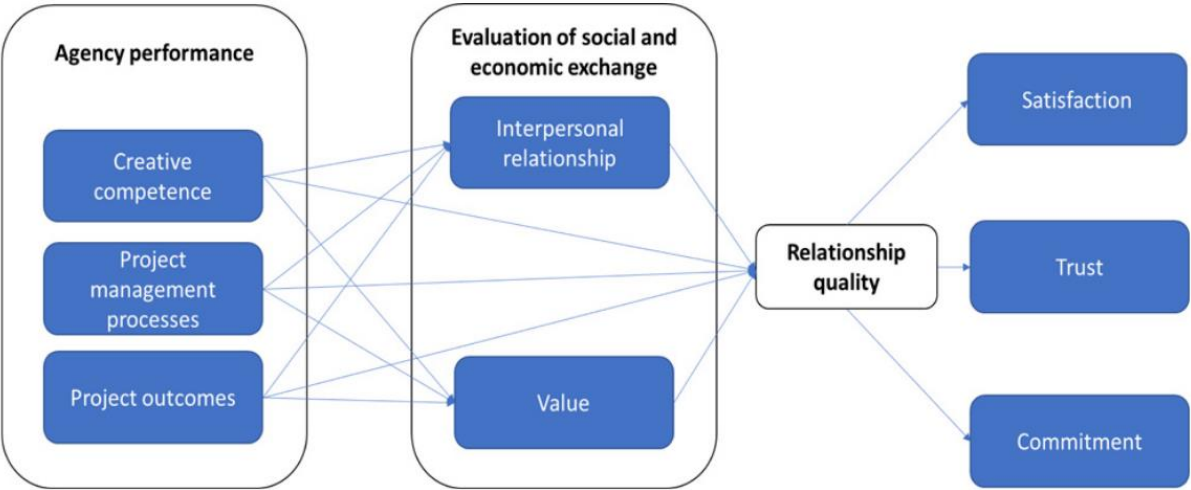 Agency performance
Creative
competence
Project
management
processes
Project outcomes
Evaluation of social and
economic exchange
Interpersonal
relationship
Value
Relationship
quality
Satisfaction
Trust
Commitment